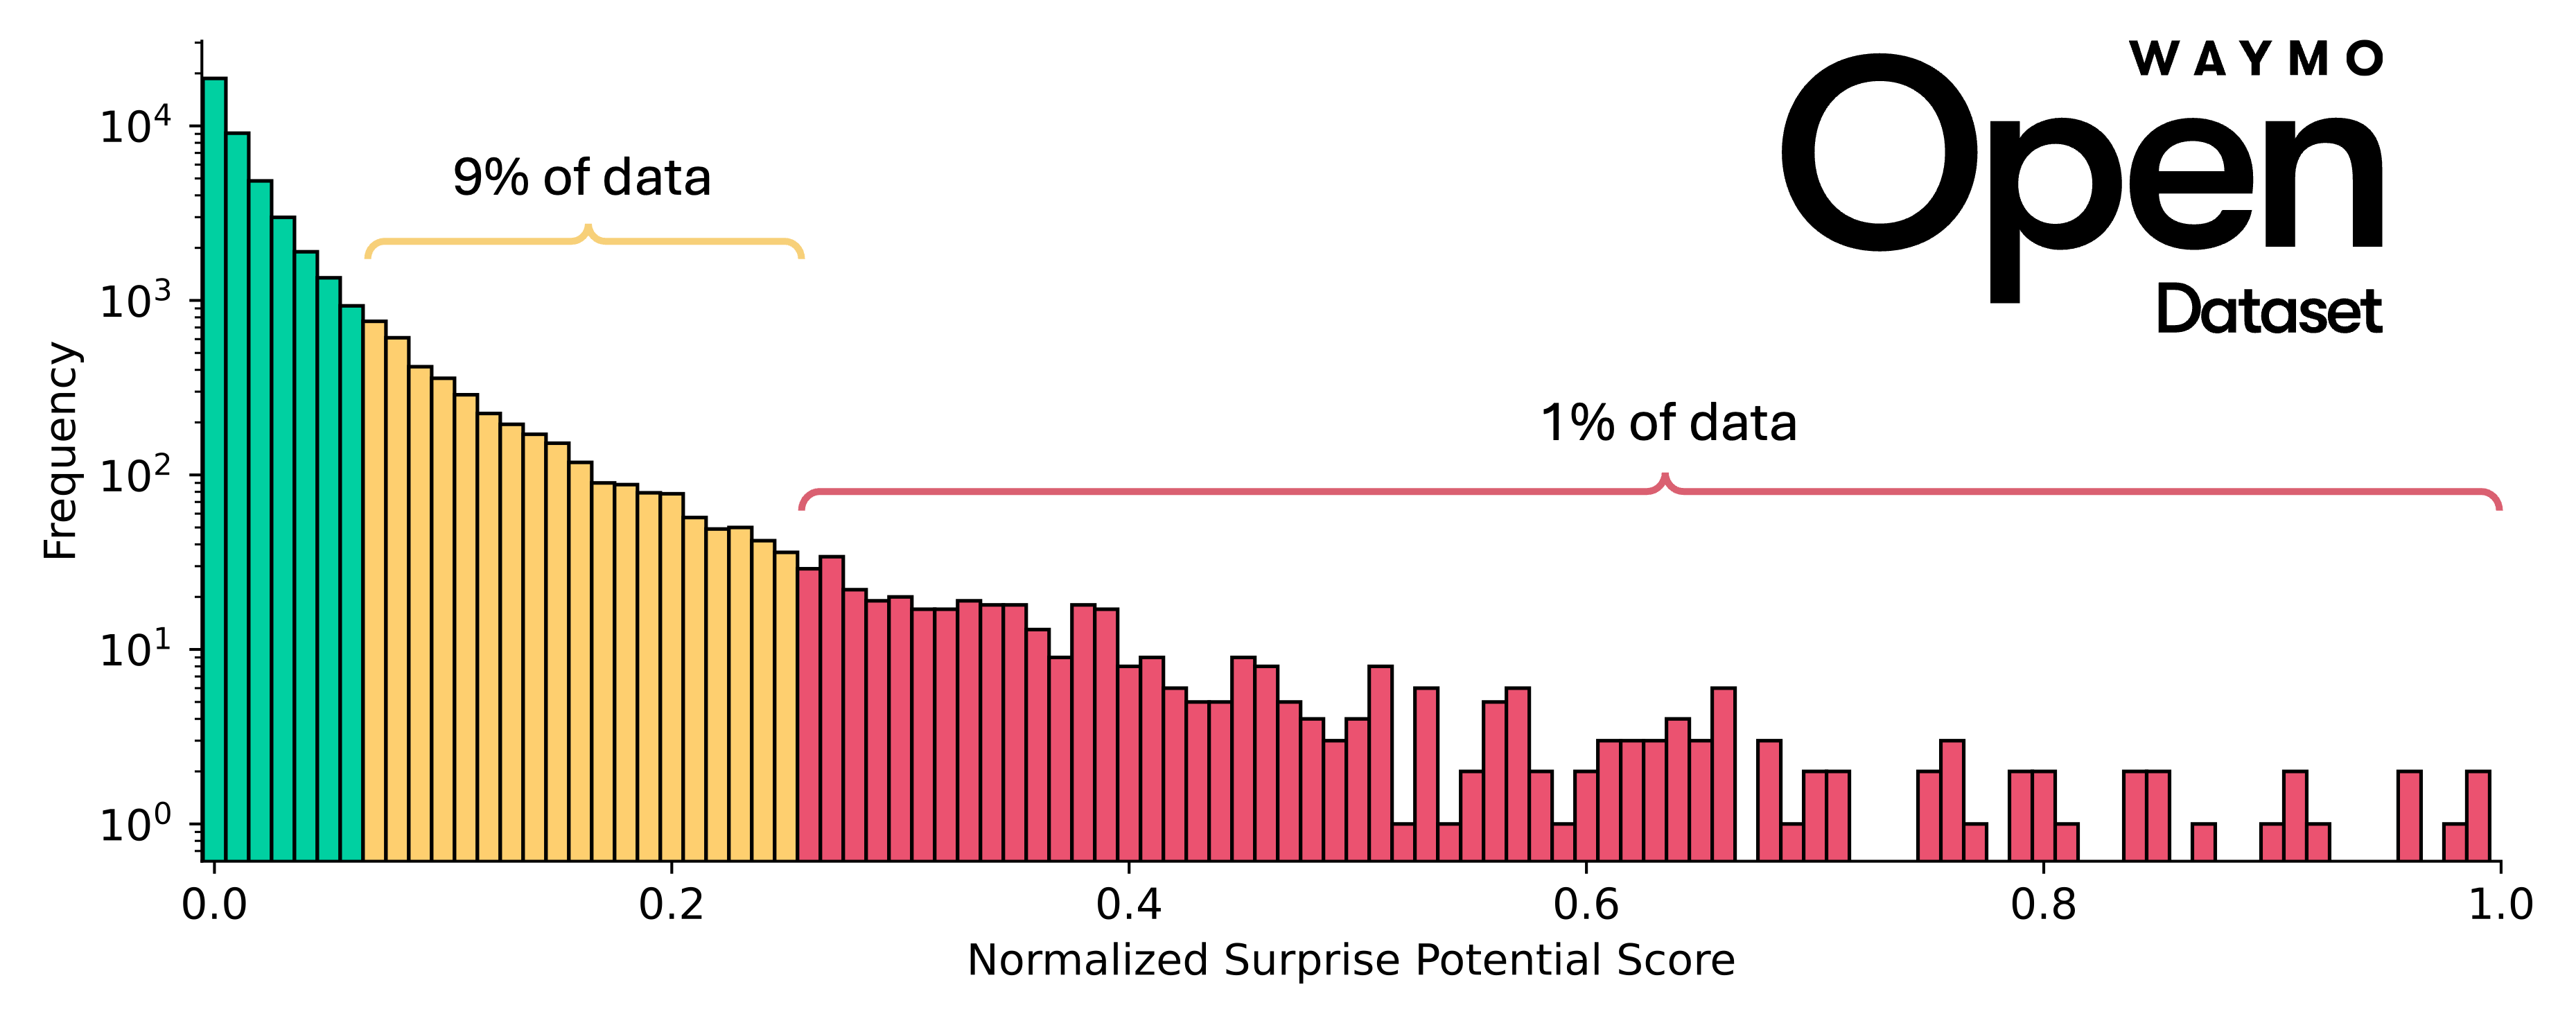 WAYMO
Open
Dataset
9% of data
1% of data
Frequency
10⁴
10³
10²
10¹
10⁰
0.0 0.2 0.4 0.6 0.8 1.0
Normalized Surprise Potential Score